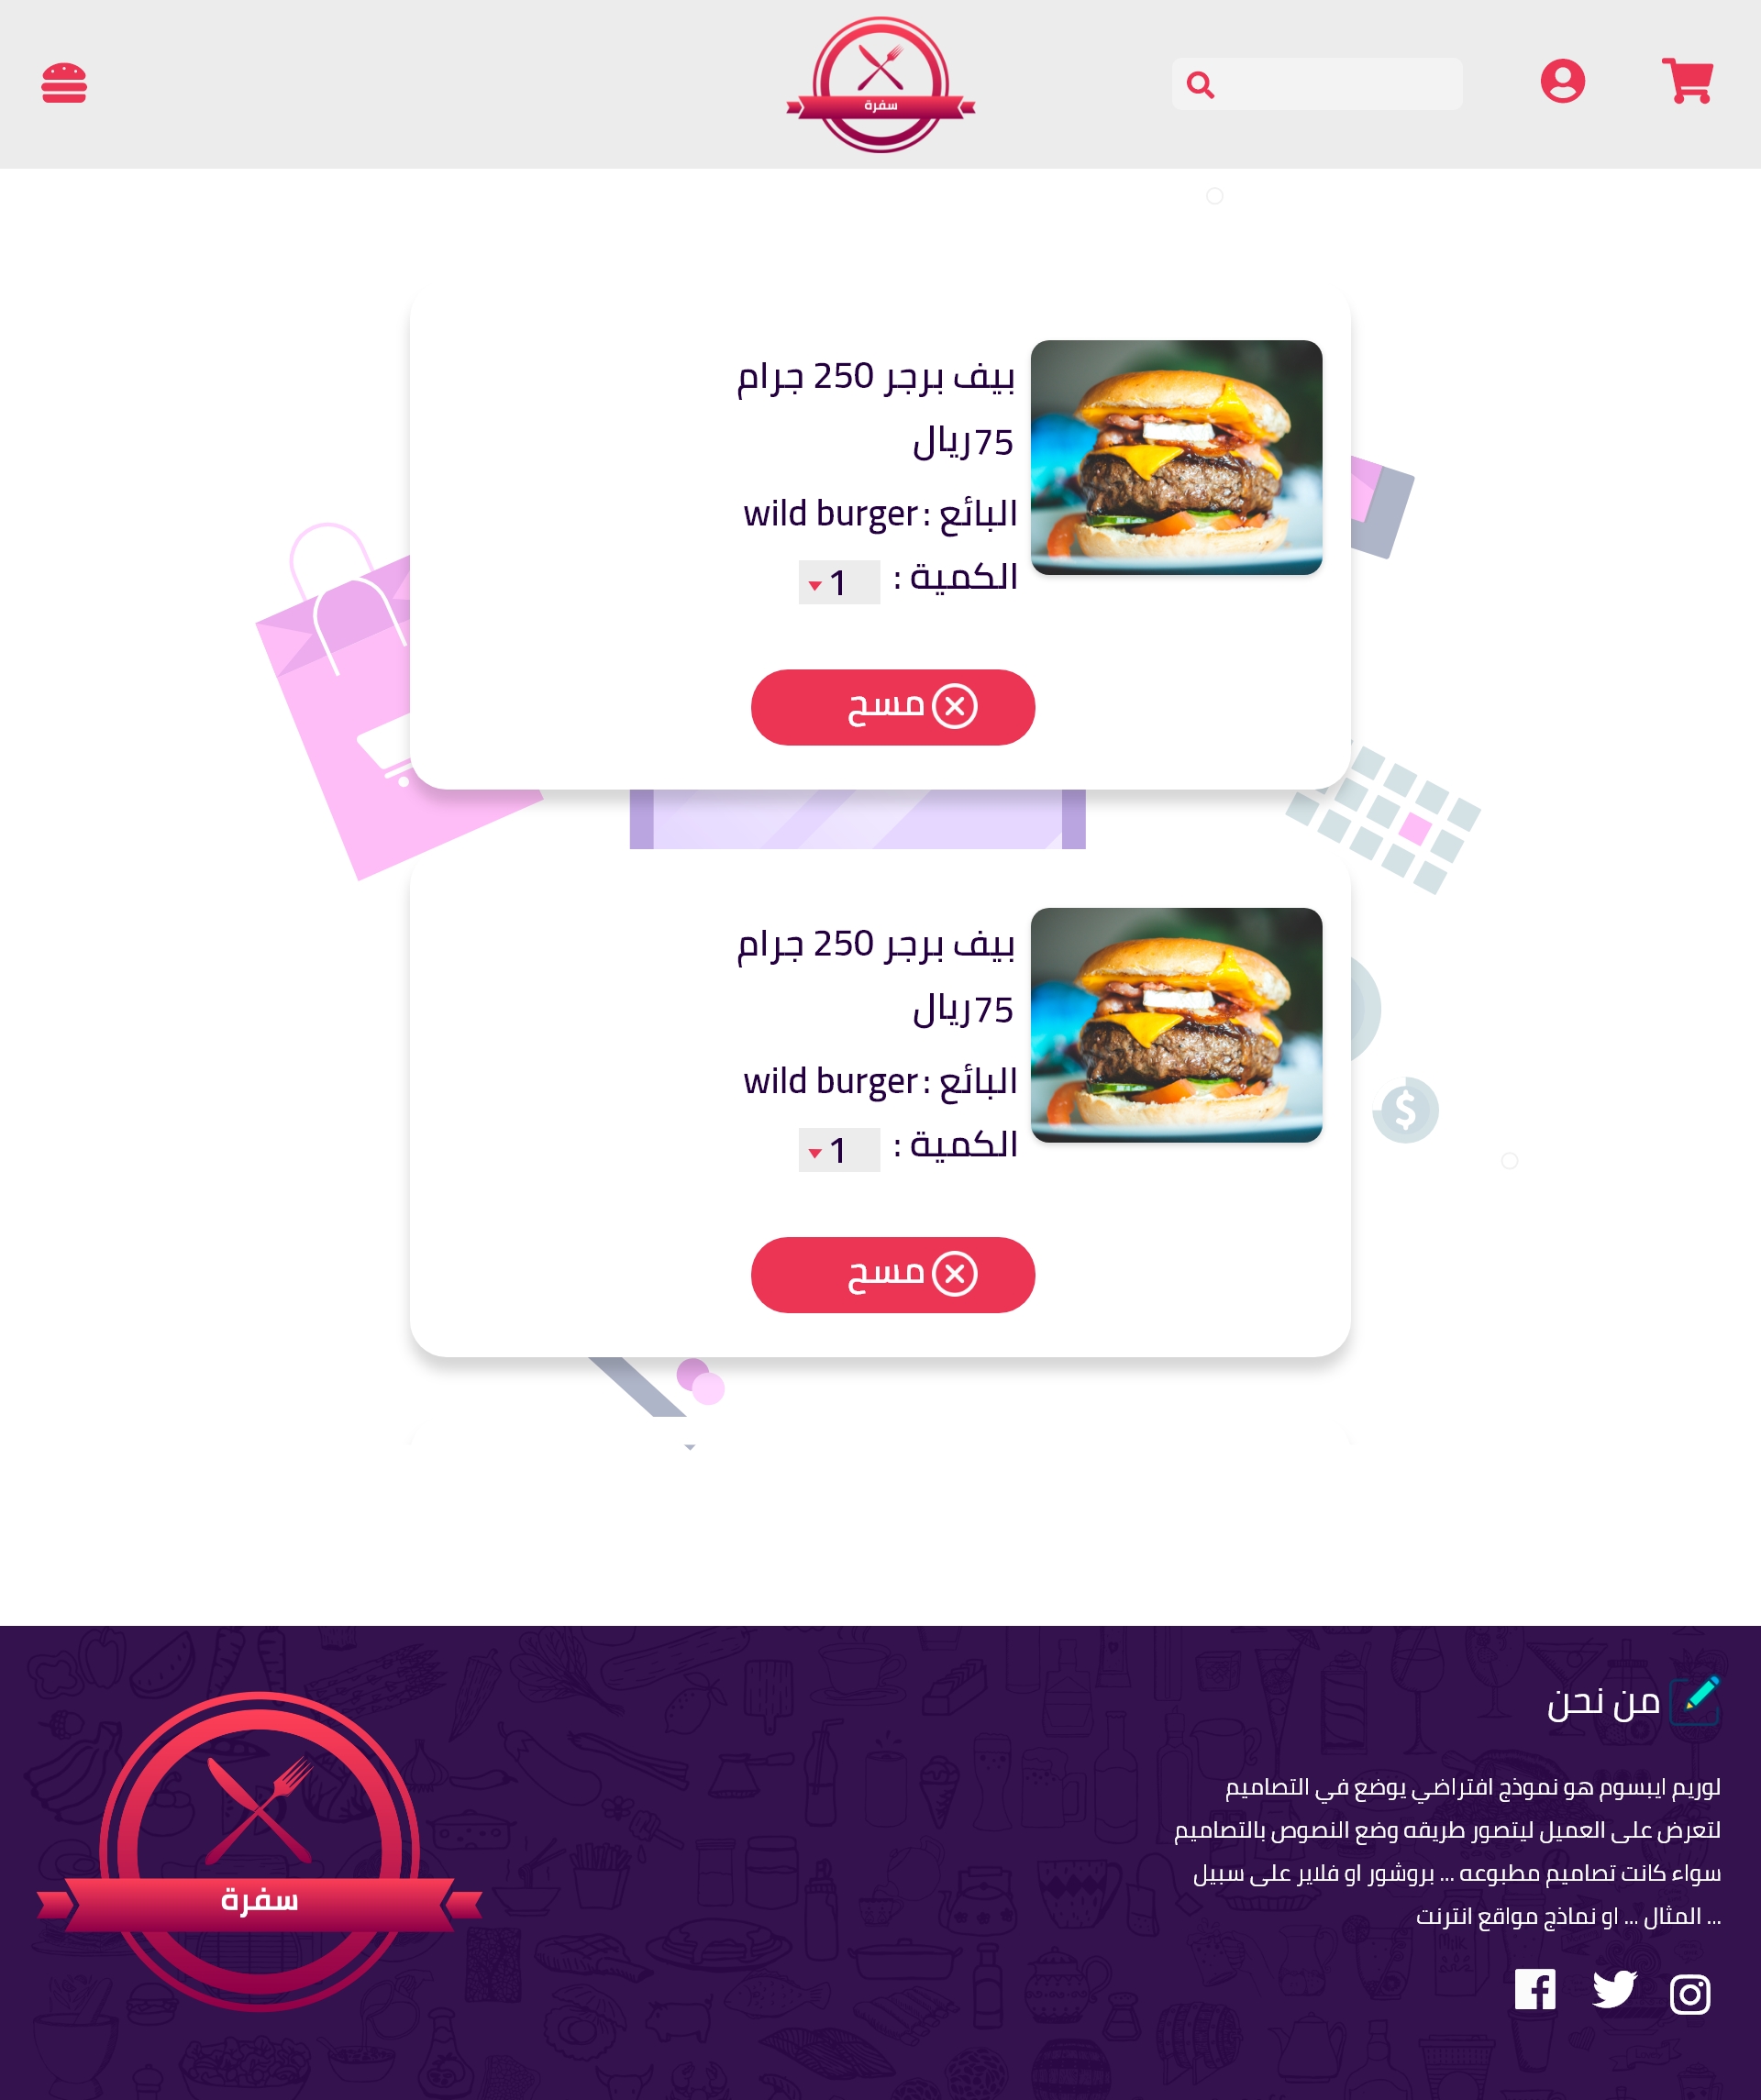 سفرة
بيف برجر 250 جرام
75ريال
البائع : wild burger
الكمية : 1
مسح
بيف برجر 250 جرام
75ريال
البائع : wild burger
الكمية : 1
مسح
من نحن
لوريم ايبسوم هو نموذج افتراضي يوضع في التصاميم
لتعرض على العميل ليتصور طريقه وضع النصوص بالتصاميم
سواء كانت تصاميم مطبوعه ... بروشور او فلاير على سبيل
... المثال ... او نماذج مواقع انترنت
سفرة